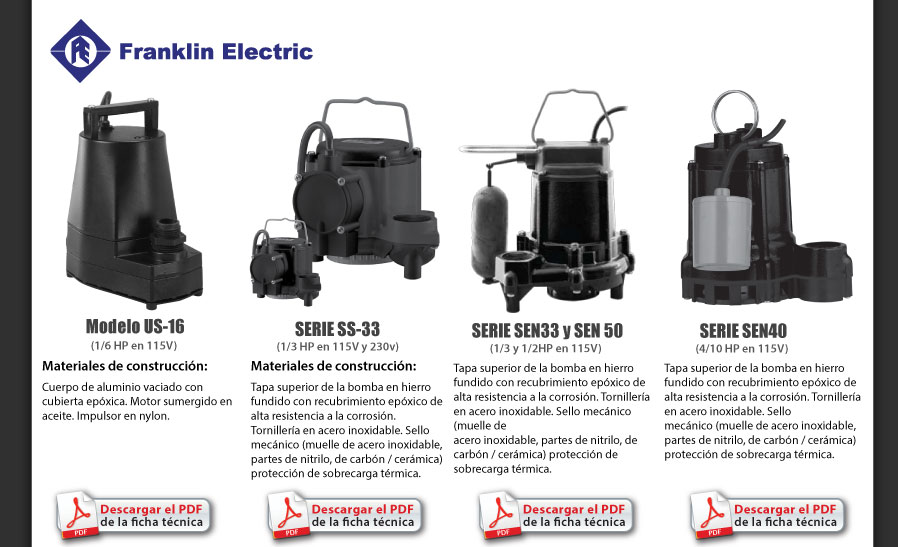 Franklin Electric
Modelo US-16
(1/6 HP en 115V)
Materiales de construcción:
Cuerpo de aluminio vaciado con
cubierta epóxica. Motor sumergido en
aceite. Impulsor en nylon.
Descargar el PDF
de la ficha técnica
PDF
SERIE SS-33
(1/3 HP en 115V y 230v)
Materiales de construcción:
Tapa superior de la bomba en hierro
fundido con recubrimiento epóxico de
alta resistencia a la corrosión.
Tornillería en acero inoxidable. Sello
mecánico (muelle de acero inoxidable,
partes de nitrilo, de carbón / cerámica)
protección de sobrecarga térmica.
Descargar el PDF
de la ficha técnica
PDF
SERIE SEN33 y SEN 50
(1/3 y 1/2HP en 115V)
Tapa superior de la bomba en hierro
fundido con recubrimiento epóxico de
alta resistencia a la corrosión. Tornillería
en acero inoxidable. Sello mecánico
(muelle de
acero inoxidable, partes de nitrilo, de
carbón / cerámica) protección de
sobrecarga térmica.
Descargar el PDF
de la ficha técnica
PDF
SERIE SEN40
(4/10 HP en 115V)
Tapa superior de la bomba en hierro
fundido con recubrimiento epóxico de
alta resistencia a la corrosión. Tornillería
en acero inoxidable. Sello
mecánico (muelle de acero inoxidable,
partes de nitrilo, de carbón / cerámica)
protección de sobrecarga térmica.
Descargar el PDF
de la ficha técnica
PDF